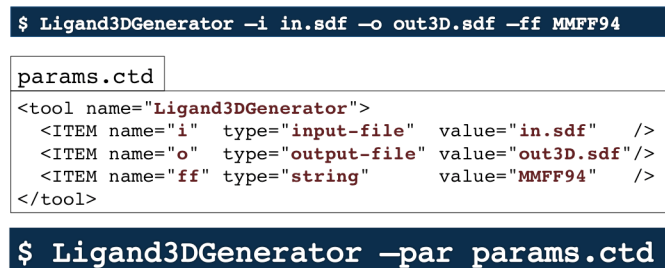 $ Ligand3DGenerator –i in.sdf –o out3D.sdf –ff MMFF94
params.ctd
<tool name="Ligand3DGenerator">
<ITEM name="i" type="input-file" value="in.sdf" />
<ITEM name="o" type="output-file" value="out3D.sdf"/>
<ITEM name="ff" type="string" value="MMFF94" />
</tool>
$ Ligand3DGenerator –par params.ctd